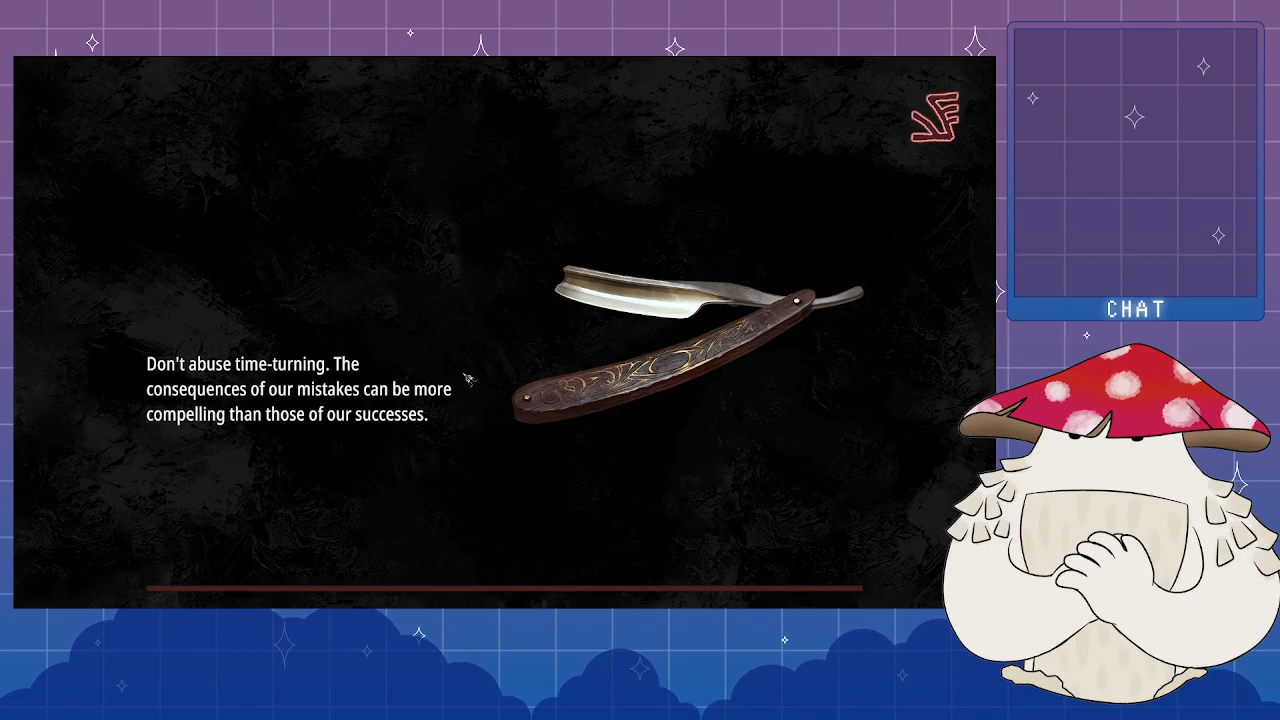 Don't abuse time-turning. The
consequences of our mistakes can be more
compelling than those of our successes.
CHAT